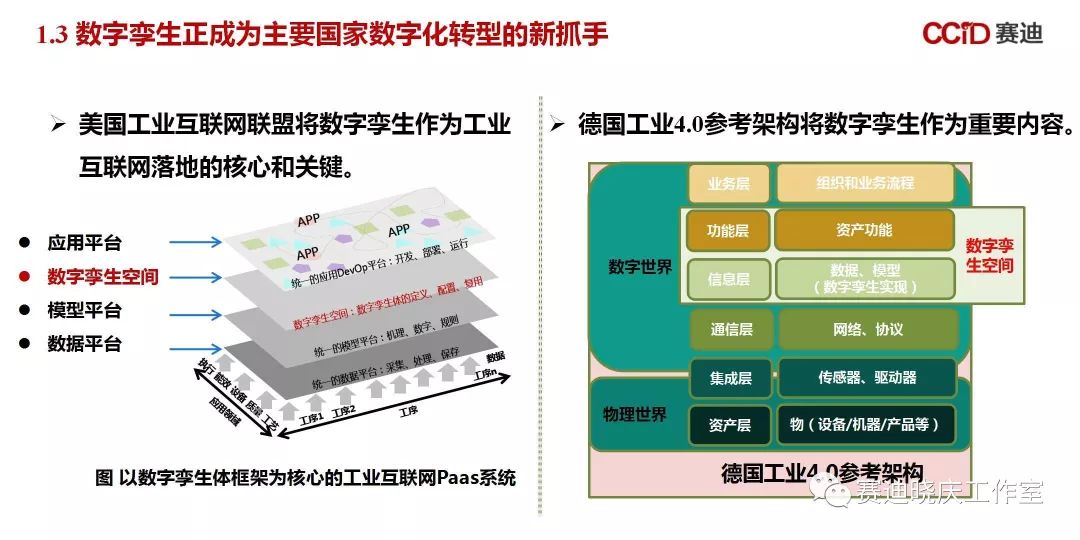 1.3 数字孪生正成为主要国家数字化转型的新抓手
CCID 赛迪
➢ 美国工业互联网联盟将数字孪生作为工业
互联网落地的核心和关键。
● 应用平台
● 数字孪生空间
● 模型平台
● 数据平台
APP
APP
APP
统一的应用DevOp平台：开发、部署、运行
数字孪生空间：数字孪生体的定义、配置、复用
统一的模型平台：机理、数字、规则
统一的数据平台：采集、处理、保存
执行 能效 设备 质量 工艺
应用领域
工序1 工序2
工序
工序n
数据
图 以数字孪生体框架为核心的工业互联网Paas系统
➢ 德国工业4.0参考架构将数字孪生作为重要内容。
数字世界
业务层
组织和业务流程
功能层
资产功能
信息层
数据、模型
（数字孪生实现）
数字孪
生空间
通信层
网络、协议
物理世界
集成层
传感器、驱动器
资产层
物（设备/机器/产品等）
德国工业4.0参考架构
赛迪晓庆工作室